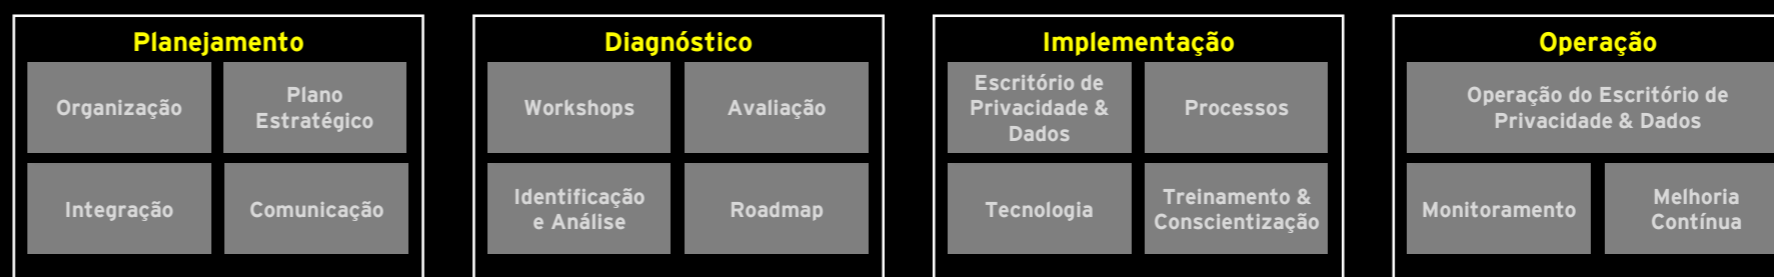 Planejamento
Organização
Plano
Estratégico
Integração
Comunicação
Diagnóstico
Workshops
Avaliação
Identificação
e Análise
Roadmap
Implementação
Escritório de
Privacidade &
Dados
Processos
Tecnologia
Treinamento &
Conscientização
Operação
Operação do Escritório de
Privacidade & Dados
Monitoramento
Melhoria
Contínua